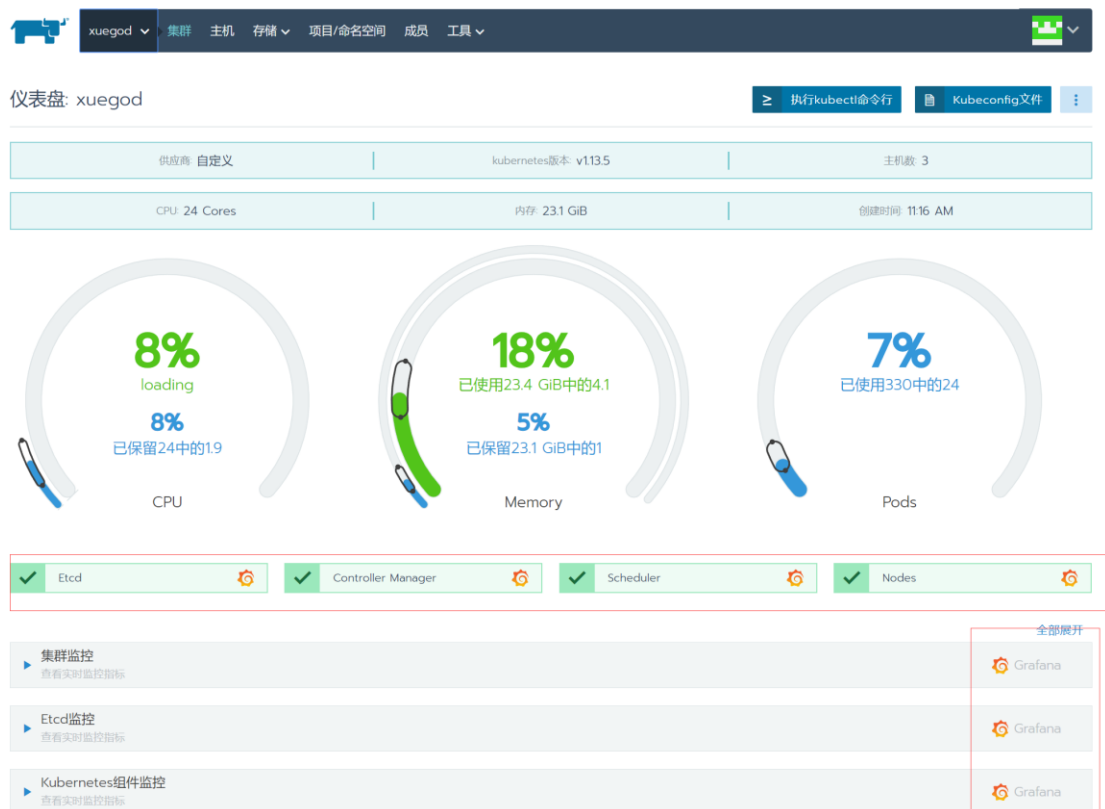 xuegod 集群 主机 存储 项目/命名空间 成员 工具
仪表盘: xuegod
执行kubectl命令行 Kubeconfig文件
供应商: 自定义 kubernetes版本: v1.13.5 主机数: 3
CPU: 24 Cores 内存: 23.1 GiB 创建时间: 11:16 AM
8%
loading
8%
已保留24中的1.9
CPU
18%
已使用23.4 GiB中的4.1
5%
已保留23.1 GiB中的1
Memory
7%
已使用330中的24
Pods
Etcd Controller Manager Scheduler Nodes
全部展开
集群监控
查看实时监控指标
Grafana
Etcd监控
查看实时监控指标
Grafana
Kubernetes组件监控
查看实时监控指标
Grafana